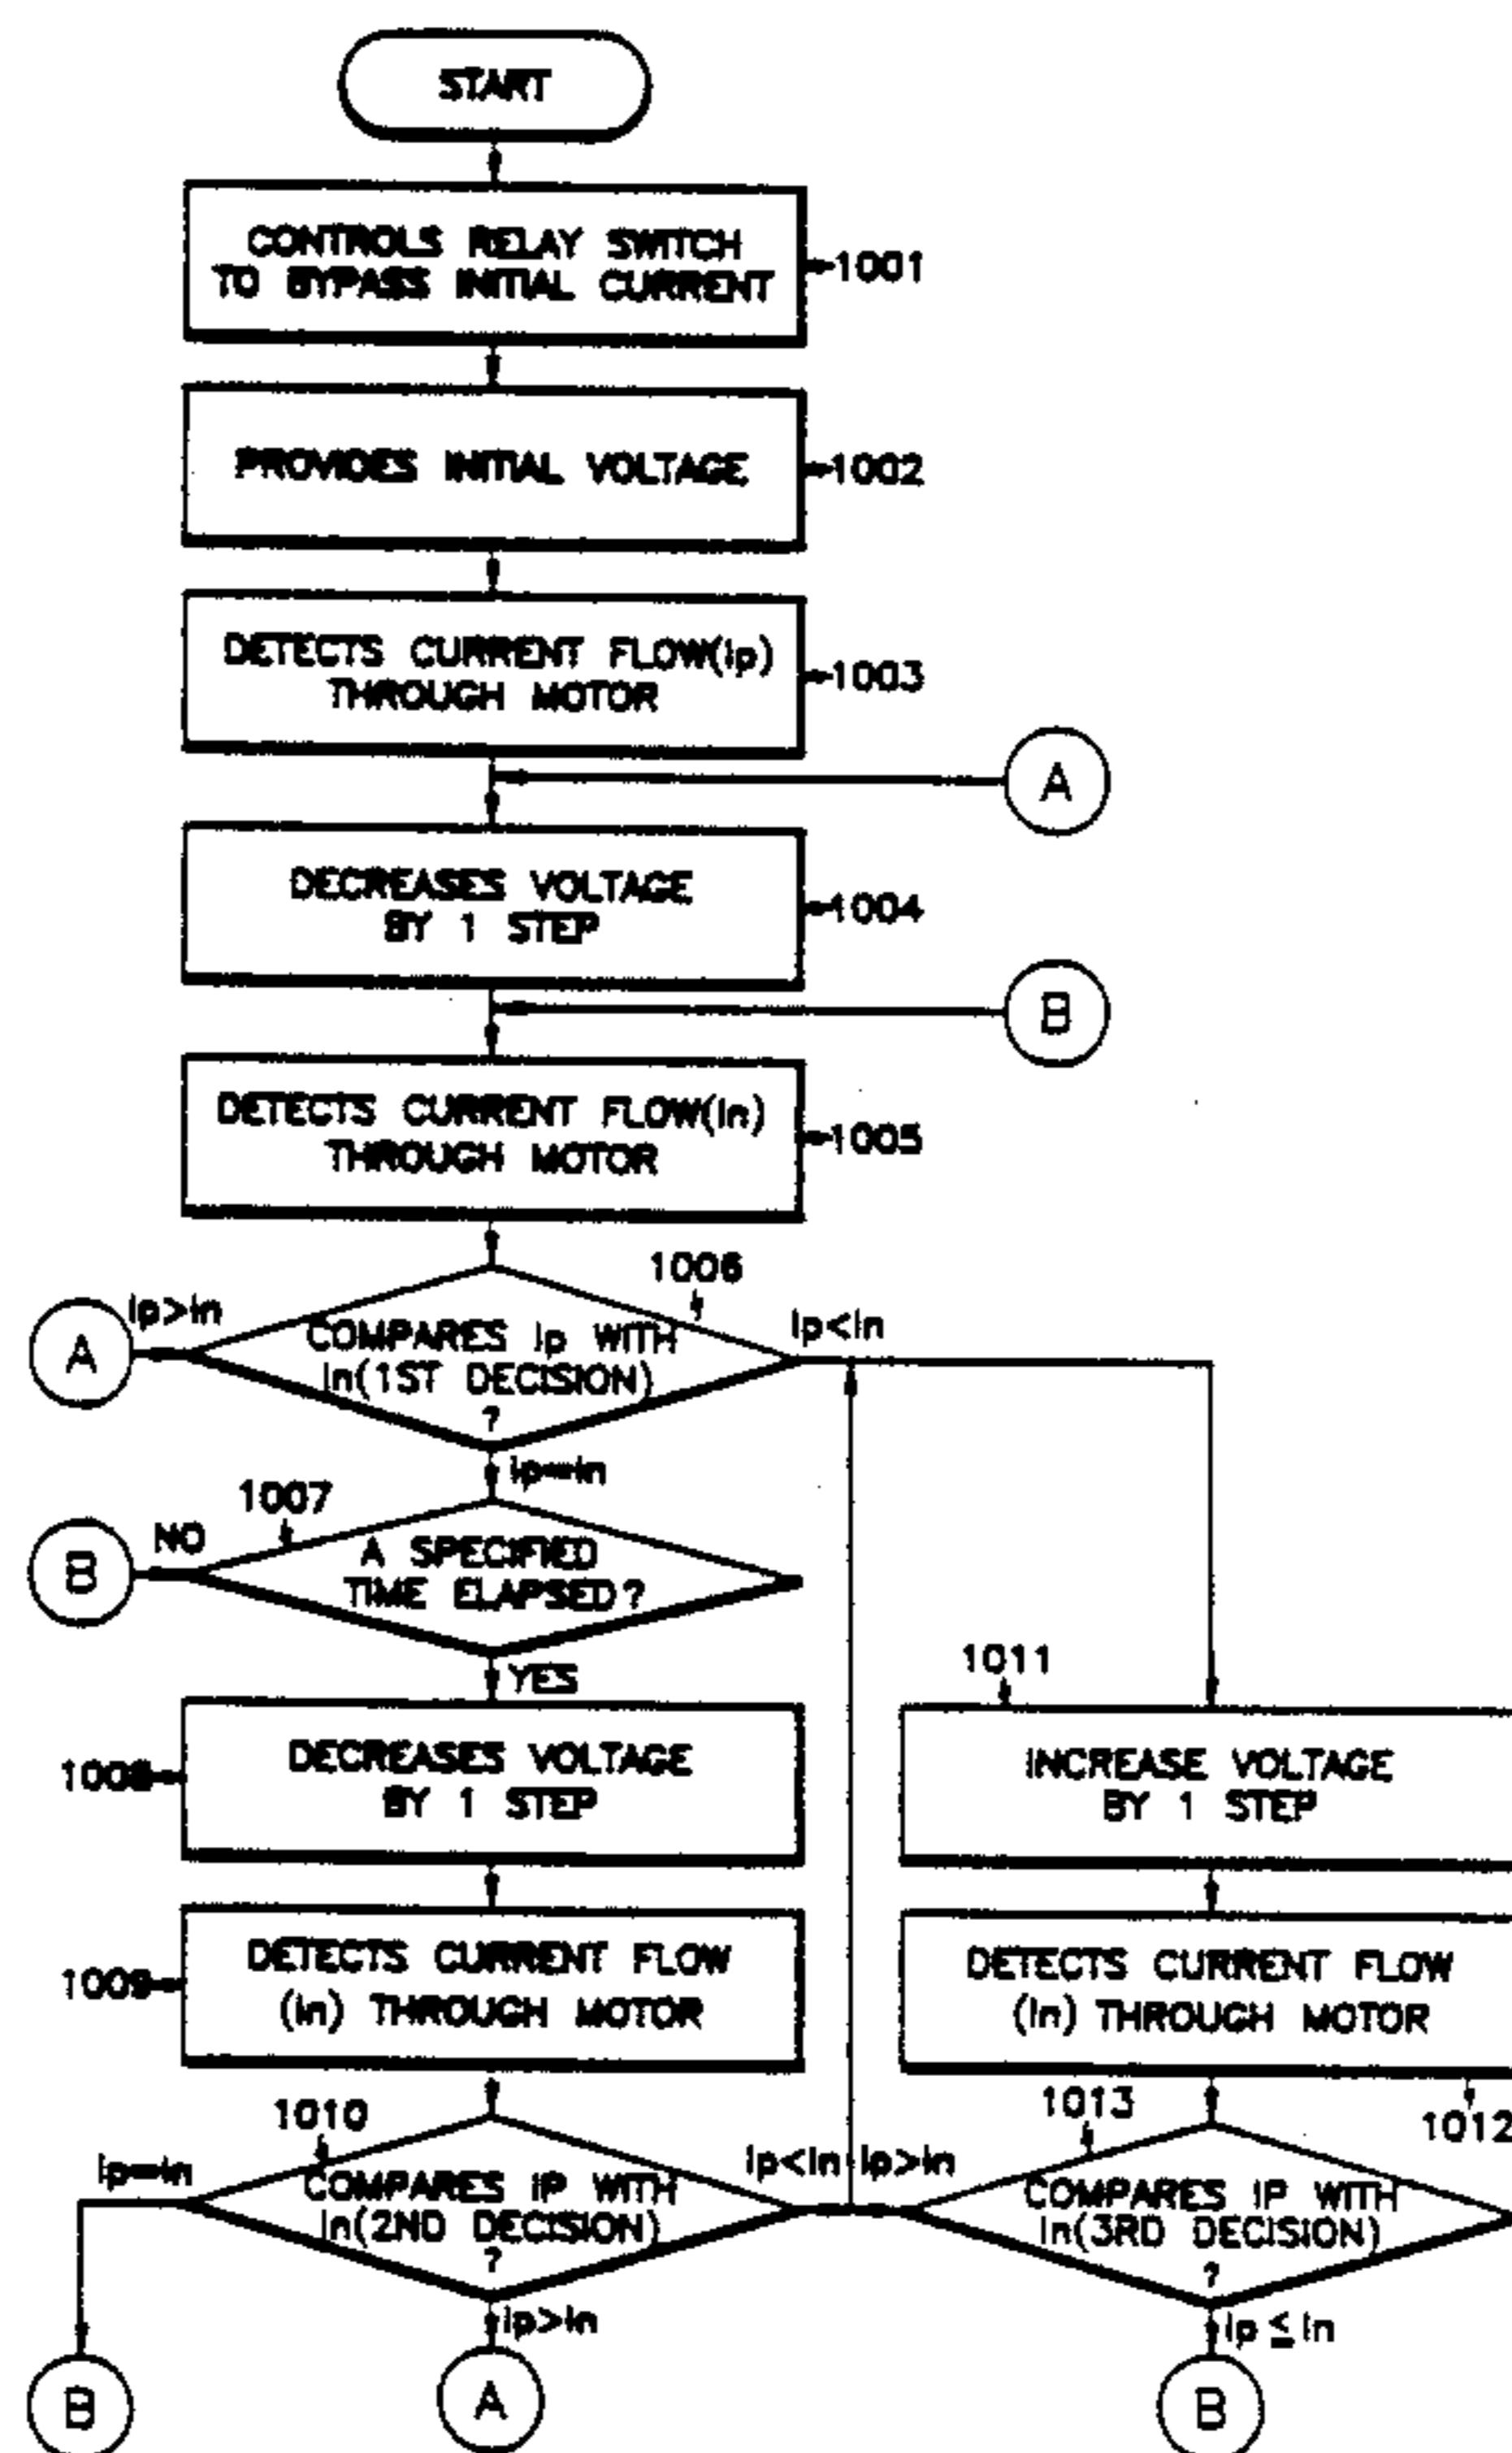 START
CONTROLS RELAY SWITCH
TO BYPASS INITIAL CURRENT
1001
PROVIDES INITIAL VOLTAGE
1002
DETECTS CURRENT FLOW(Ip)
THROUGH MOTOR
1003
A
DECREASES VOLTAGE
BY 1 STEP
1004
B
DETECTS CURRENT FLOW(In)
THROUGH MOTOR
1005
1006
A
Ip>In
COMPARES Ip WITH
In(1ST DECISION)
?
Ip<In
Ip=In
1007
B
NO
A SPECIFIED
TIME ELAPSED?
YES
1008
DECREASES VOLTAGE
BY 1 STEP
1011
INCREASE VOLTAGE
BY 1 STEP
1009
DETECTS CURRENT FLOW
(In) THROUGH MOTOR
DETECTS CURRENT FLOW
(In) THROUGH MOTOR
1012
1010
Ip=In
COMPARES IP WITH
In(2ND DECISION)
?
Ip<In
Ip>In
1013
COMPARES IP WITH
In(3RD DECISION)
?
Ip>In
Ip≤In
B
A
B